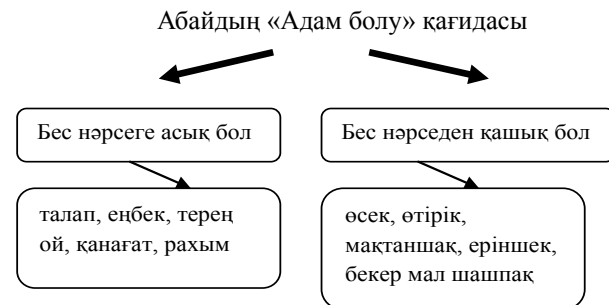 Абайдың «Адам болу» қағидасы
Бес нәрсеге асық бол
Бес нәрседен қашық бол
талап, еңбек, терең
ой, қанағат, рахым
өсек, өтірік,
мақтаншақ, еріншек,
бекер мал шашпақ